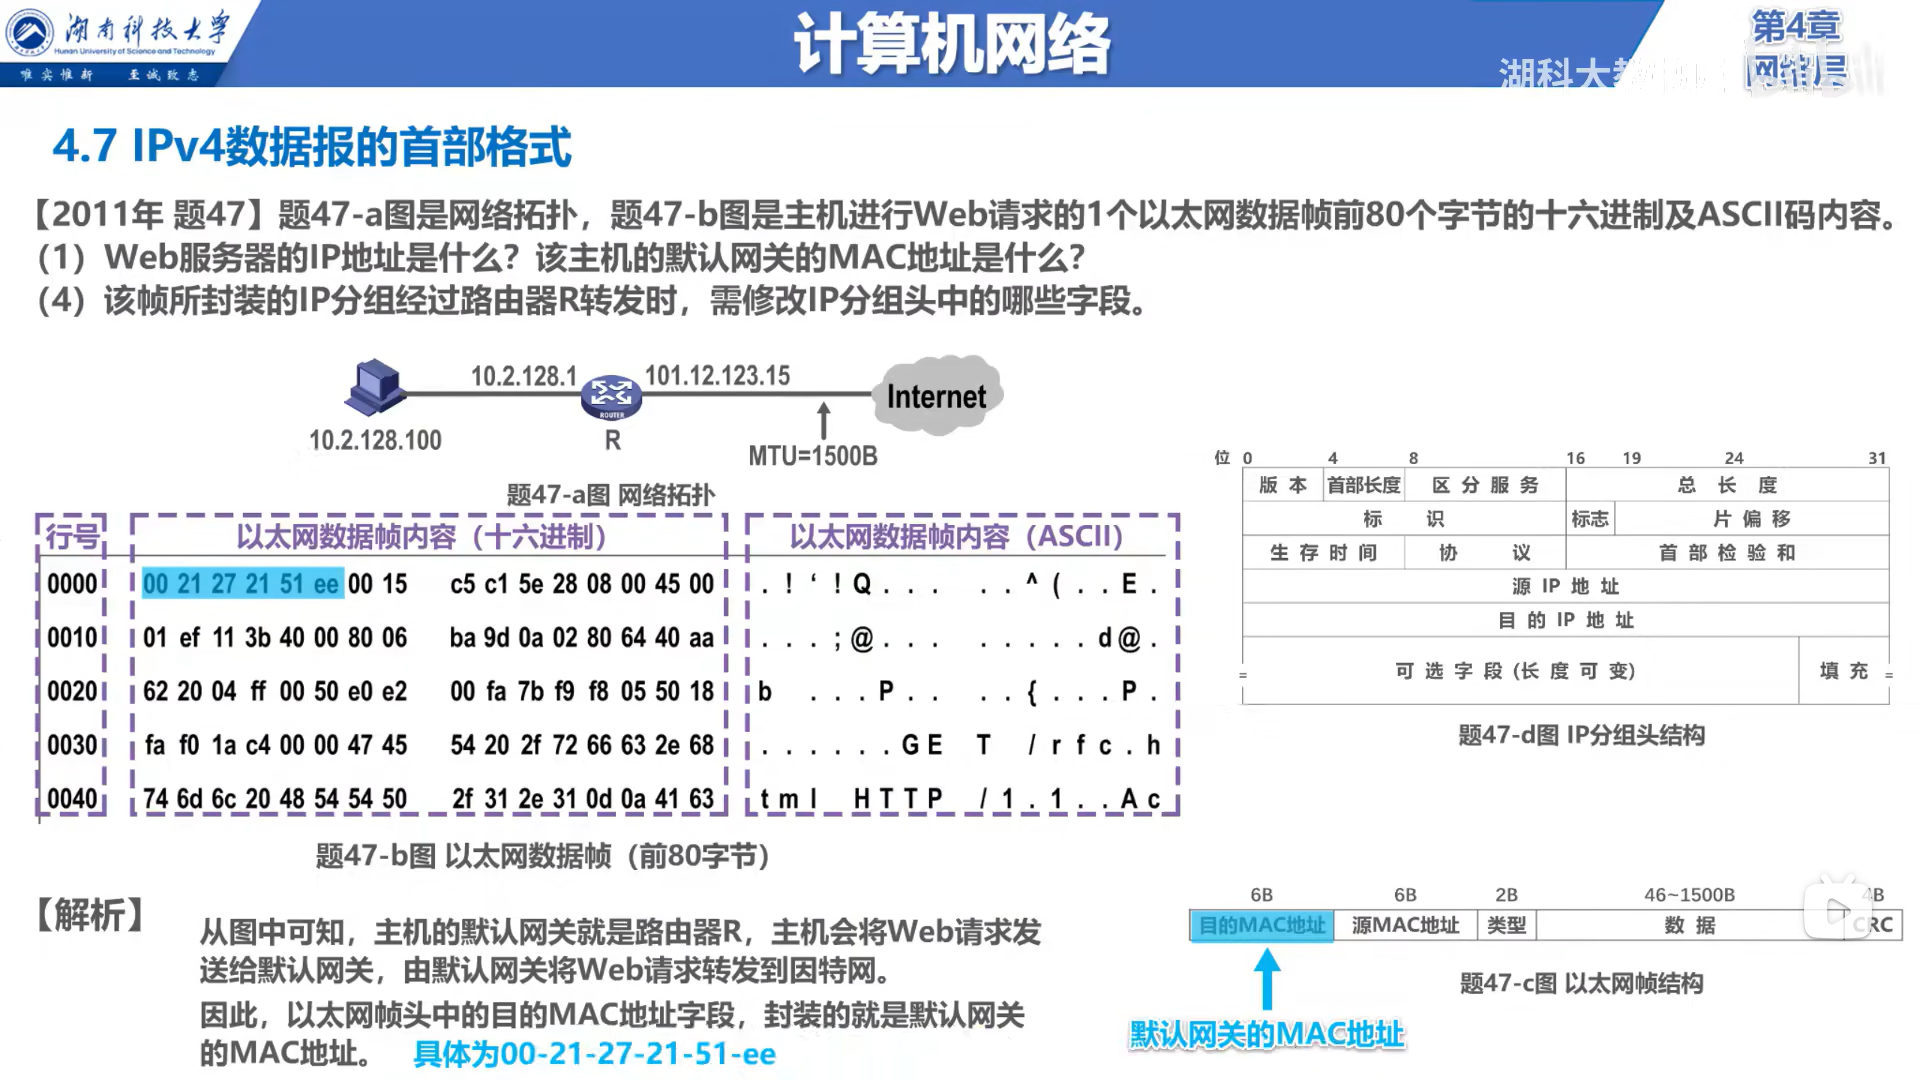 湖南科技大学
Hunan University of Science and Technology
唯实惟新 至诚致志
计算机网络
第4章
网络层
湖科大教
4.7 IPv4数据报的首部格式
【2011年 题47】题47-a图是网络拓扑，题47-b图是主机进行Web请求的1个以太网数据帧前80个字节的十六进制及ASCII码内容。
（1）Web服务器的IP地址是什么？该主机的默认网关的MAC地址是什么？
（4）该帧所封装的IP分组经过路由器R转发时，需修改IP分组头中的哪些字段。
10.2.128.1 101.12.123.15
Internet
ROUTER
10.2.128.100 R
MTU=1500B
题47-a图 网络拓扑
行号 以太网数据帧内容（十六进制） 以太网数据帧内容（ASCII）
0000 00 21 27 21 51 ee 00 15 c5 c1 5e 28 08 00 45 00 . ! ‘ ! Q . . . . . ^ ( . . E .
0010 01 ef 11 3b 40 00 80 06 ba 9d 0a 02 80 64 40 aa . . . ; @ . . . . . . . . d @ .
0020 62 20 04 ff 00 50 e0 e2 00 fa 7b f9 f8 05 50 18 b . . . P . . . . { . . . P .
0030 fa f0 1a c4 00 00 47 45 54 20 2f 72 66 63 2e 68 . . . . . . G E T / r f c . h
0040 74 6d 6c 20 48 54 54 50 2f 31 2e 31 0d 0a 41 63 t m l H T T P / 1 . 1 . . A c
题47-b图 以太网数据帧（前80字节）
位 0 4 8 16 19 24 31
版本 首部长度 区分服务 总长度
标识 标志 片偏移
生存时间 协议 首部检验和
源IP地址
目的IP地址
可选字段(长度可变) 填充
题47-d图 IP分组头结构
【解析】
从图中可知，主机的默认网关就是路由器R，主机会将Web请求发
送给默认网关，由默认网关将Web请求转发到因特网。
因此，以太网帧头中的目的MAC地址字段，封装的就是默认网关
的MAC地址。 具体为00-21-27-21-51-ee
6B 6B 2B 46~1500B 4B
目的MAC地址 源MAC地址 类型 数据 CRC
题47-c图 以太网帧结构
默认网关的MAC地址